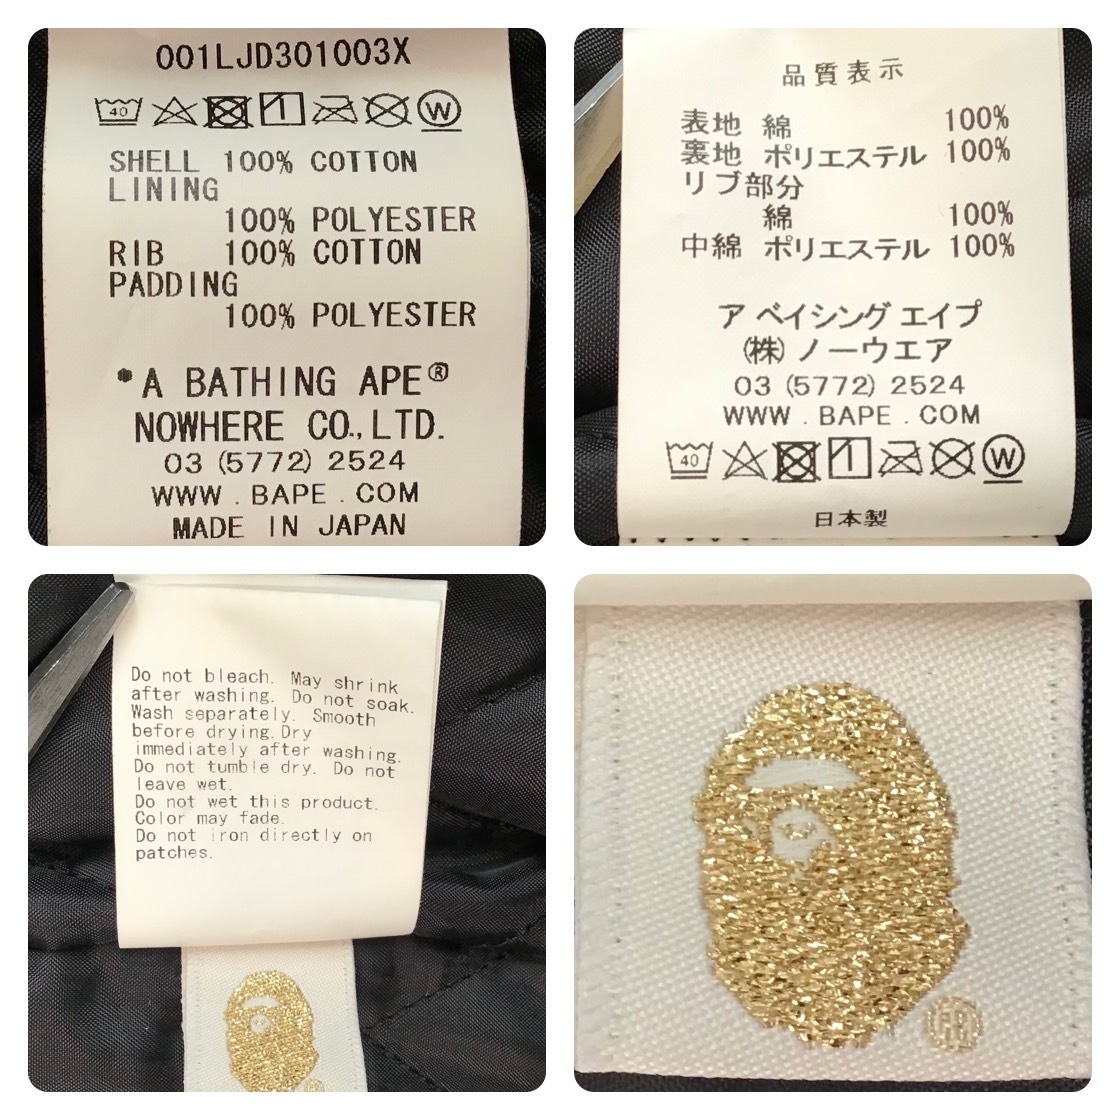 001LJD301003X
40 1 W
SHELL 100% COTTON
LINING
100% POLYESTER
RIB 100% COTTON
PADDING
100% POLYESTER
*A BATHING APE®
NOWHERE CO.,LTD.
03 (5772) 2524
WWW.BAPE.COM
MADE IN JAPAN
品質表示
表地 綿 100%
裏地 ポリエステル 100%
リブ部分
綿 100%
中綿 ポリエステル 100%
ア ベイシング エイプ
(株) ノーウエア
03 (5772) 2524
WWW.BAPE.COM
40 1 W
日本製
Do not bleach. May shrink
after washing. Do not soak.
Wash separately. Smooth
before drying.Dry
immediately after washing.
Do not tumble dry. Do not
leave wet.
Do not wet this product.
Color may fade.
Do not iron directly on
patches.
®
®